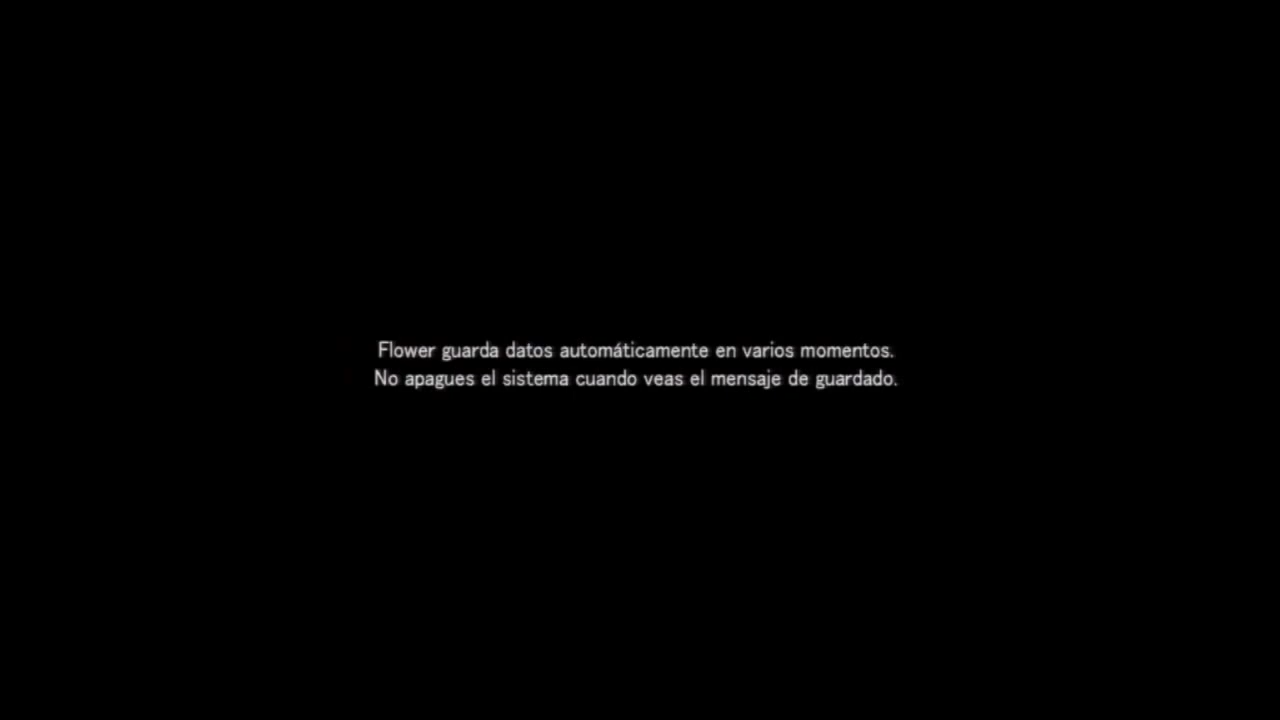 Flower guarda datos automáticamente en varios momentos.
No apagues el sistema cuando veas el mensaje de guardado.